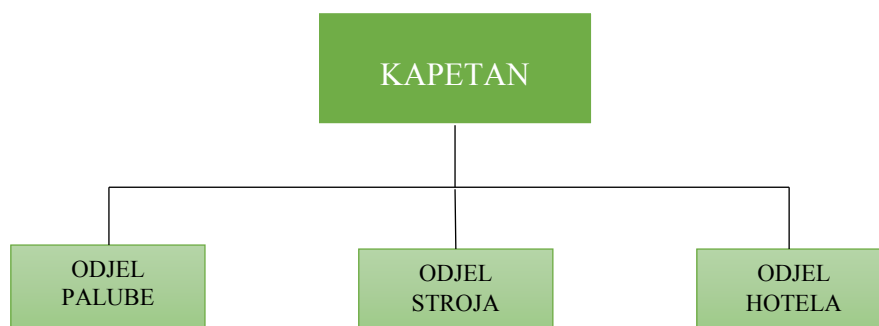 KAPETAN
ODJEL
PALUBE
ODJEL
STROJA
ODJEL
HOTELA